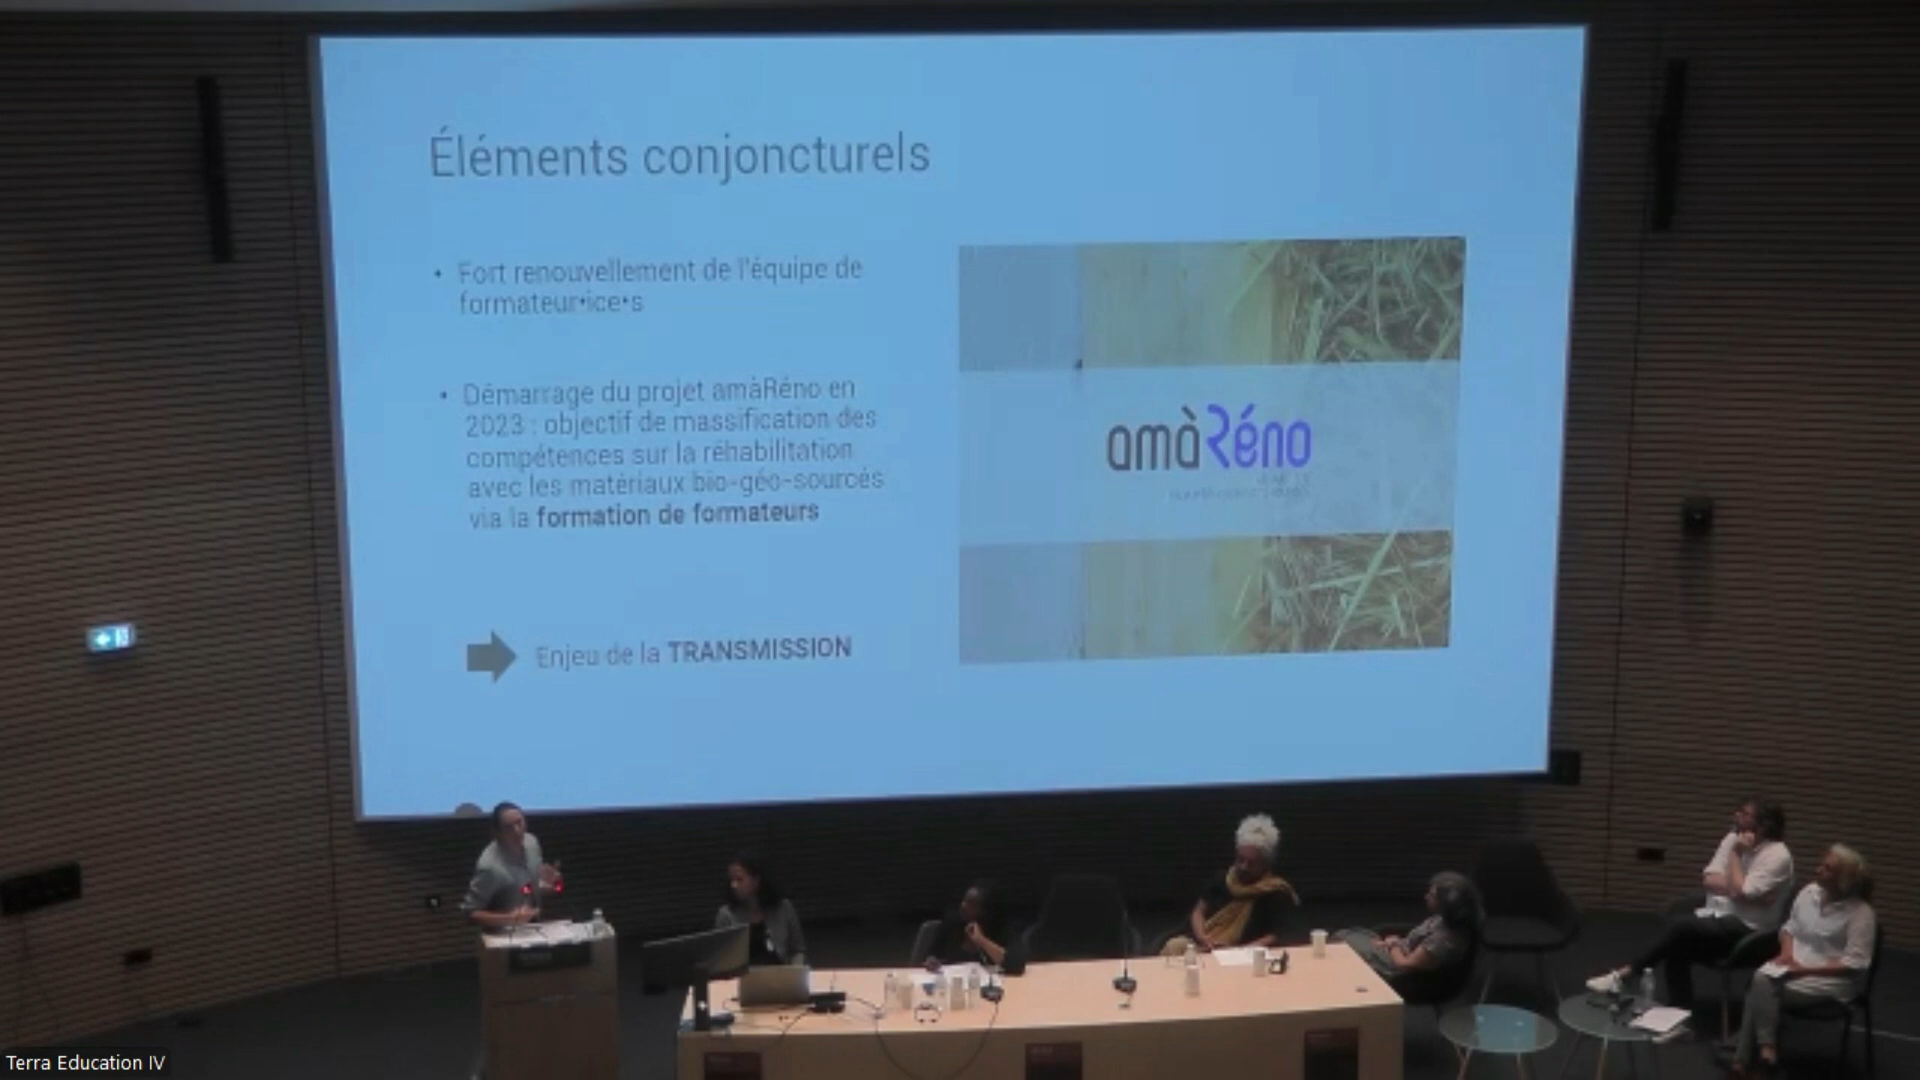 Éléments conjoncturels
• Fort renouvellement de l'équipe de
formateur•ice•s
• Démarrage du projet amàRéno en
2023 : objectif de massification des
compétences sur la réhabilitation
avec les matériaux bio-géo-sourcés
via la formation de formateurs
Enjeu de la TRANSMISSION
amàRéno
Terra Education IV